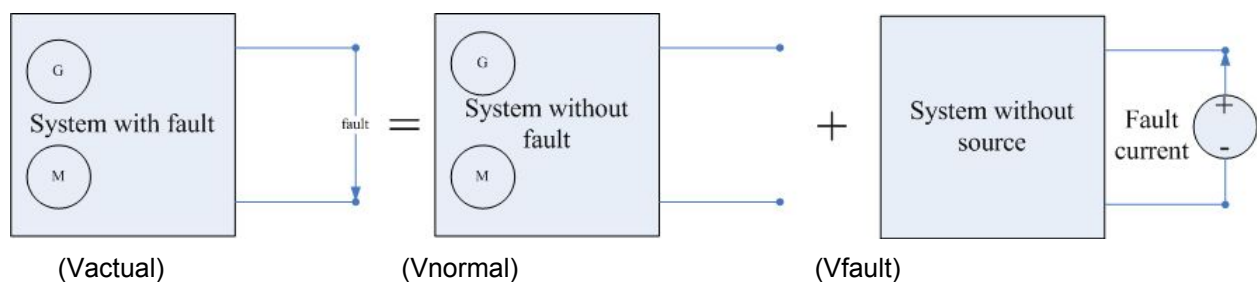 G
System with fault
M
fault
=
G
System without
fault
M
+
System without
source
Fault
current
+
-
(Vactual)
(Vnormal)
(Vfault)